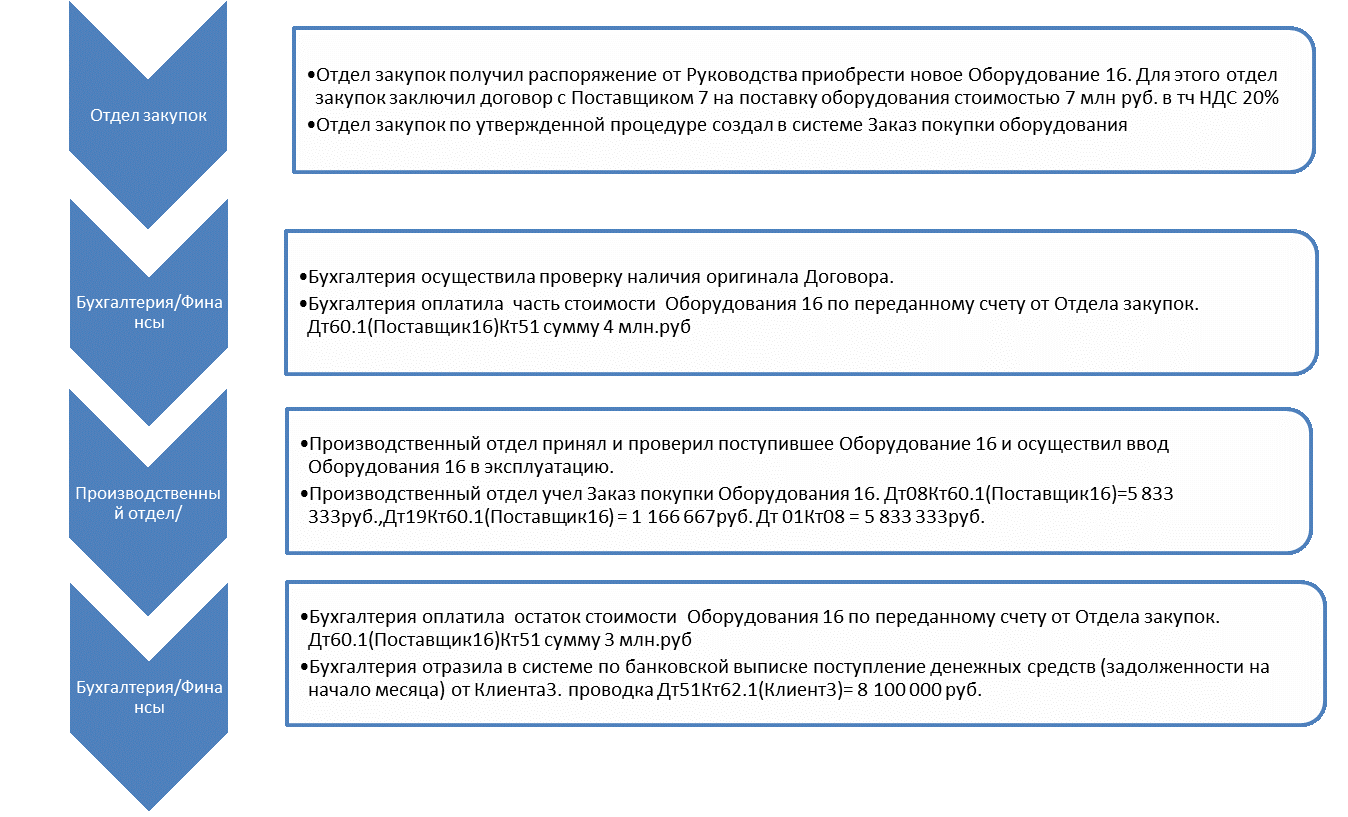 Отдел закупок
•Отдел закупок получил распоряжение от Руководства приобрести новое Оборудование 16. Для этого отдел
закупок заключил договор с Поставщиком 7 на поставку оборудования стоимостью 7 млн руб. в тч НДС 20%
•Отдел закупок по утвержденной процедуре создал в системе Заказ покупки оборудования
Бухгалтерия/Фина
нсы
•Бухгалтерия осуществила проверку наличия оригинала Договора.
•Бухгалтерия оплатила часть стоимости Оборудования 16 по переданному счету от Отдела закупок.
Дт60.1(Поставщик16)Кт51 сумму 4 млн.руб
Производственны
й отдел/
•Производственный отдел принял и проверил поступившее Оборудование 16 и осуществил ввод
Оборудования 16 в эксплуатацию.
•Производственный отдел учел Заказ покупки Оборудования 16. Дт08Кт60.1(Поставщик16)=5 833
333руб.,Дт19Кт60.1(Поставщик16) = 1 166 667руб. Дт 01Кт08 = 5 833 333руб.
Бухгалтерия/Фина
нсы
•Бухгалтерия оплатила остаток стоимости Оборудования 16 по переданному счету от Отдела закупок.
Дт60.1(Поставщик16)Кт51 сумму 3 млн.руб
•Бухгалтерия отразила в системе по банковской выписке поступление денежных средств (задолженности на
начало месяца) от Клиента3. проводка Дт51Кт62.1(Клиент3)= 8 100 000 руб.